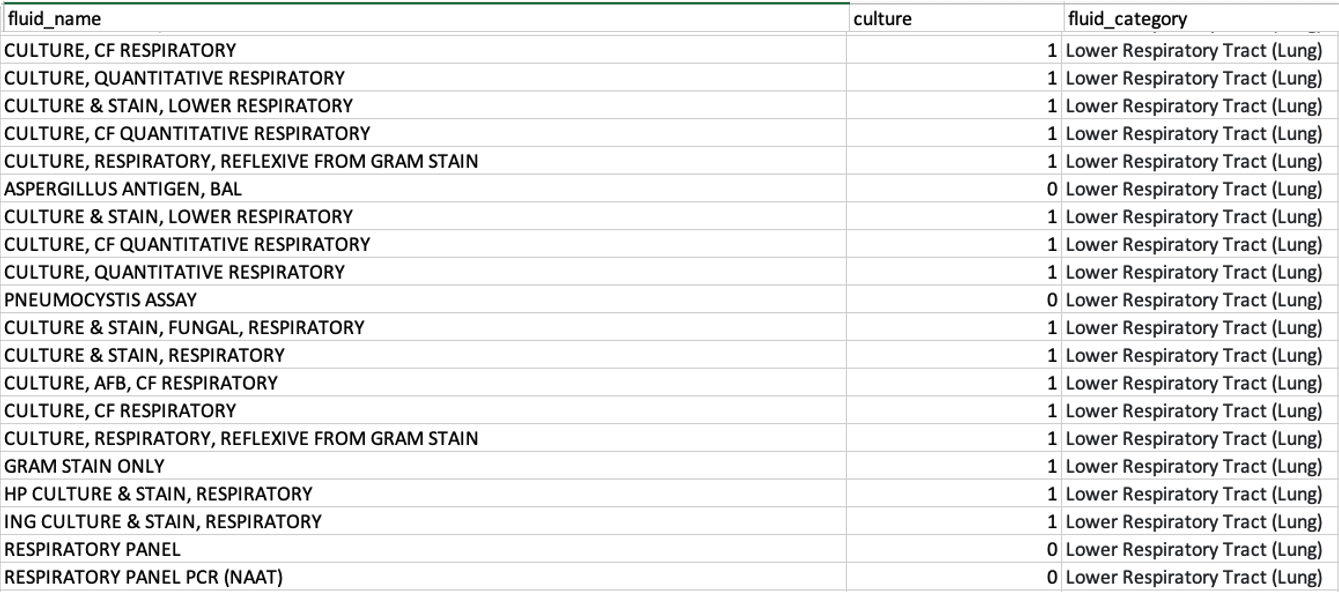 fluid_name culture fluid_category
CULTURE, CF RESPIRATORY 1 Lower Respiratory Tract (Lung)
CULTURE, QUANTITATIVE RESPIRATORY 1 Lower Respiratory Tract (Lung)
CULTURE & STAIN, LOWER RESPIRATORY 1 Lower Respiratory Tract (Lung)
CULTURE, CF QUANTITATIVE RESPIRATORY 1 Lower Respiratory Tract (Lung)
CULTURE, RESPIRATORY, REFLEXIVE FROM GRAM STAIN 1 Lower Respiratory Tract (Lung)
ASPERGILLUS ANTIGEN, BAL 0 Lower Respiratory Tract (Lung)
CULTURE & STAIN, LOWER RESPIRATORY 1 Lower Respiratory Tract (Lung)
CULTURE, CF QUANTITATIVE RESPIRATORY 1 Lower Respiratory Tract (Lung)
CULTURE, QUANTITATIVE RESPIRATORY 1 Lower Respiratory Tract (Lung)
PNEUMOCYSTIS ASSAY 0 Lower Respiratory Tract (Lung)
CULTURE & STAIN, FUNGAL, RESPIRATORY 1 Lower Respiratory Tract (Lung)
CULTURE & STAIN, RESPIRATORY 1 Lower Respiratory Tract (Lung)
CULTURE, AFB, CF RESPIRATORY 1 Lower Respiratory Tract (Lung)
CULTURE, CF RESPIRATORY 1 Lower Respiratory Tract (Lung)
CULTURE, RESPIRATORY, REFLEXIVE FROM GRAM STAIN 1 Lower Respiratory Tract (Lung)
GRAM STAIN ONLY 1 Lower Respiratory Tract (Lung)
HP CULTURE & STAIN, RESPIRATORY 1 Lower Respiratory Tract (Lung)
ING CULTURE & STAIN, RESPIRATORY 1 Lower Respiratory Tract (Lung)
RESPIRATORY PANEL 0 Lower Respiratory Tract (Lung)
RESPIRATORY PANEL PCR (NAAT) 0 Lower Respiratory Tract (Lung)